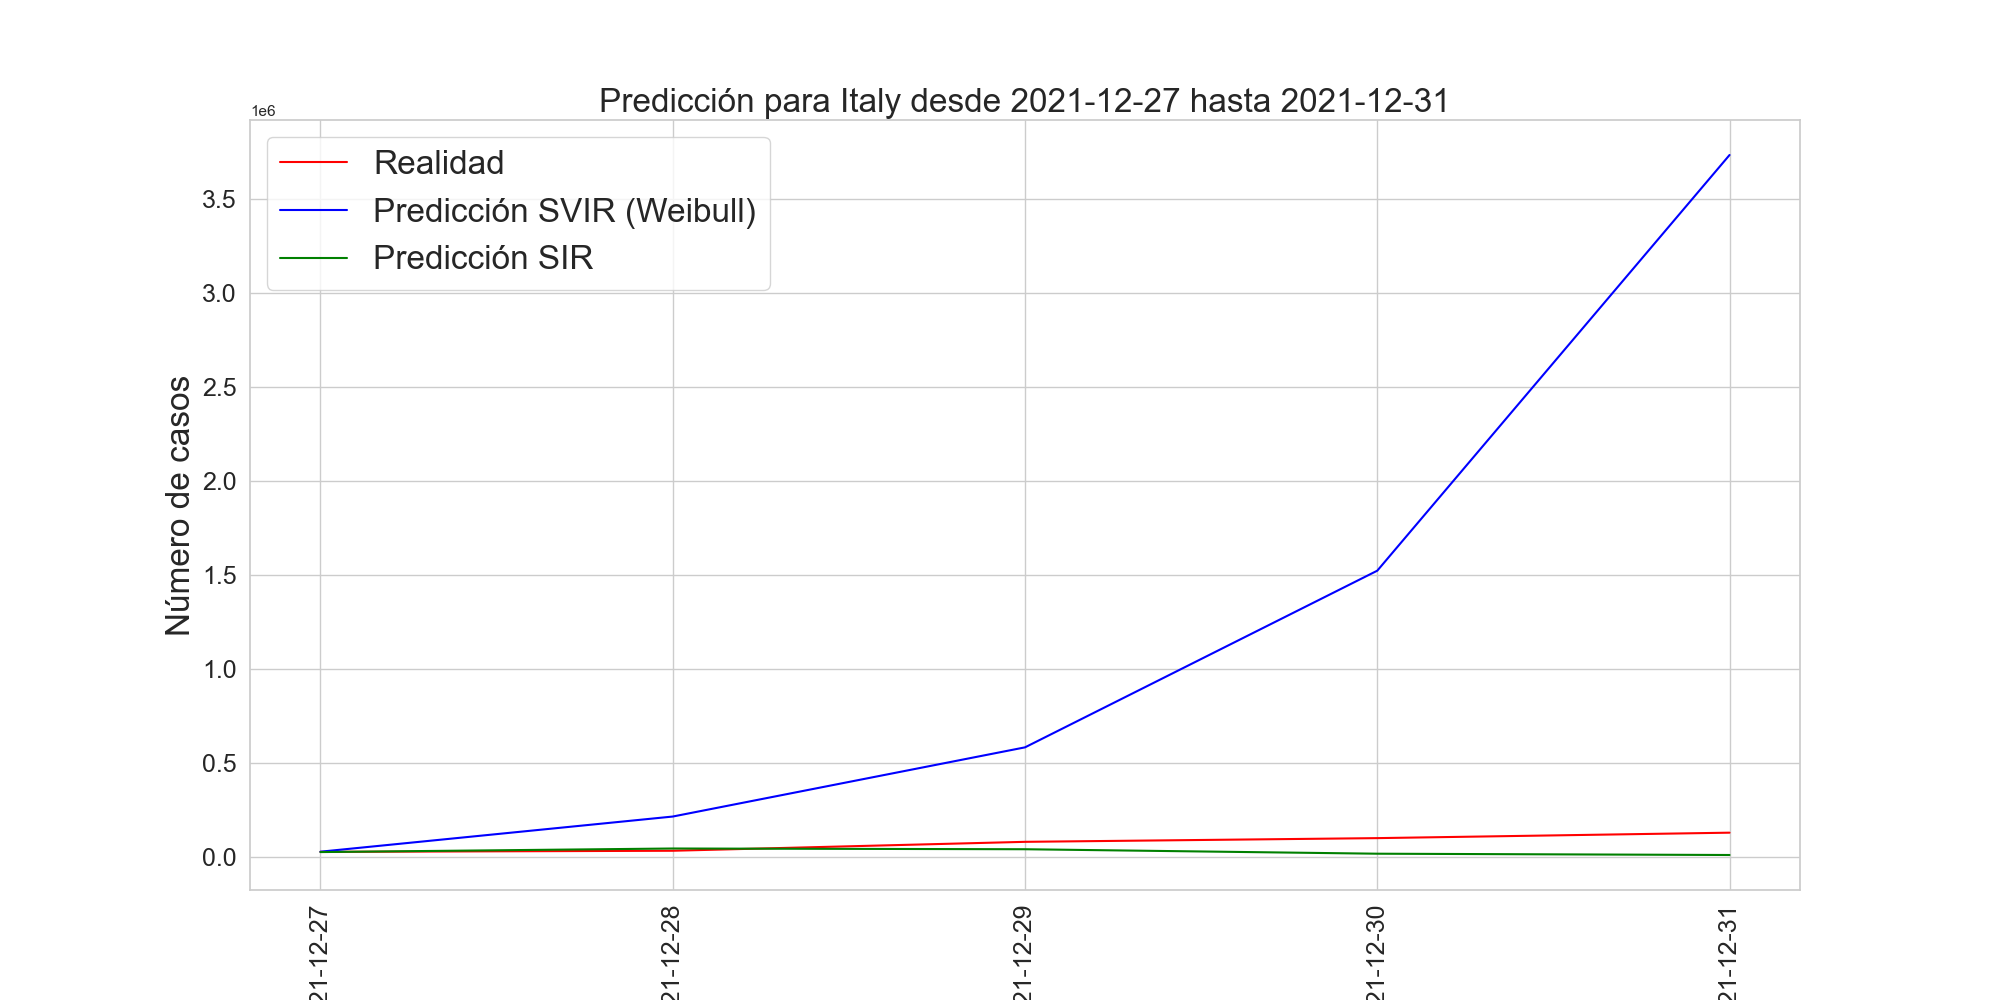 Predicción para Italy desde 2021-12-27 hasta 2021-12-31
1e6
Realidad
Predicción SVIR (Weibull)
Predicción SIR
3.5
3.0
2.5
2.0
1.5
1.0
0.5
0.0
Número de casos
21-12-27
21-12-28
21-12-29
21-12-30
21-12-31